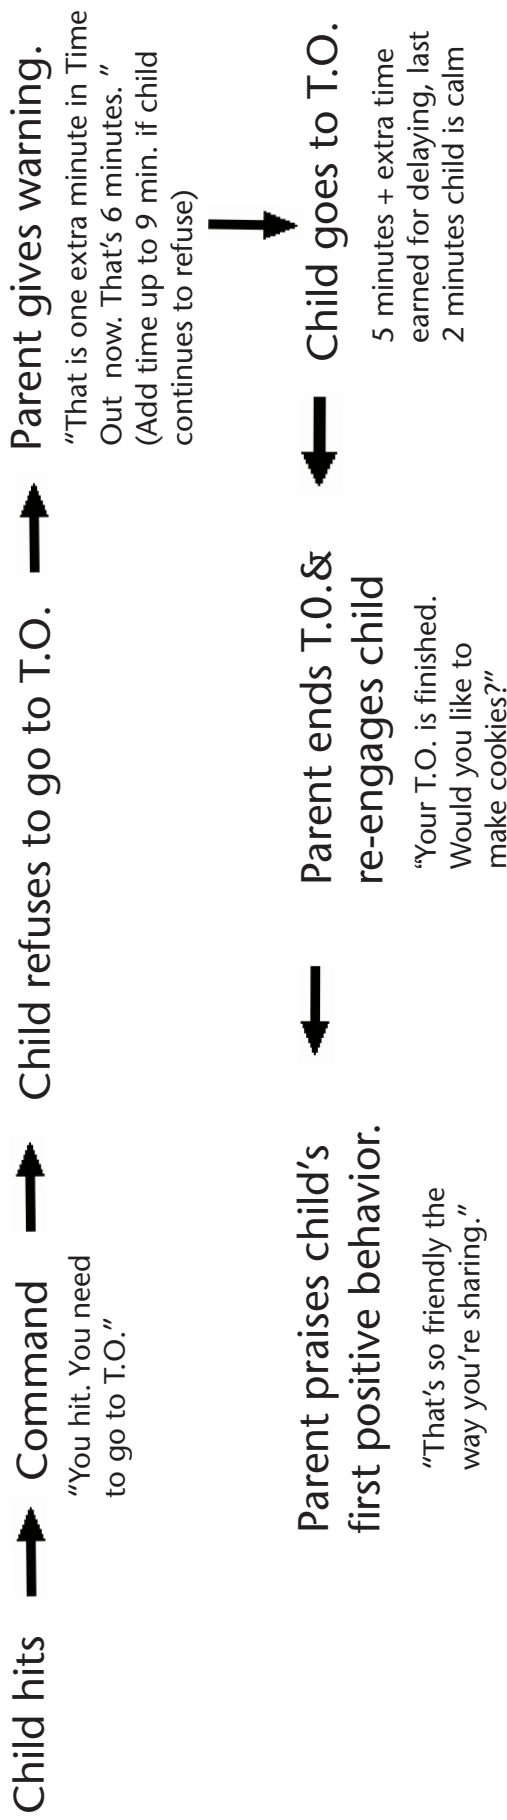 Child hits
Command
“You hit. You need
to go to T.O.”
Child refuses to go to T.O.
Parent gives warning.
“That is one extra minute in Time
Out now. That’s 6 minutes. ”
(Add time up to 9 min. if child
continues to refuse)
Child goes to T.O.
5 minutes + extra time
earned for delaying, last
2 minutes child is calm
Parent ends T.0.&
re-engages child
“Your T.O. is finished.
Would you like to
make cookies?”
Parent praises child’s
first positive behavior.
“That’s so friendly the
way you’re sharing.”